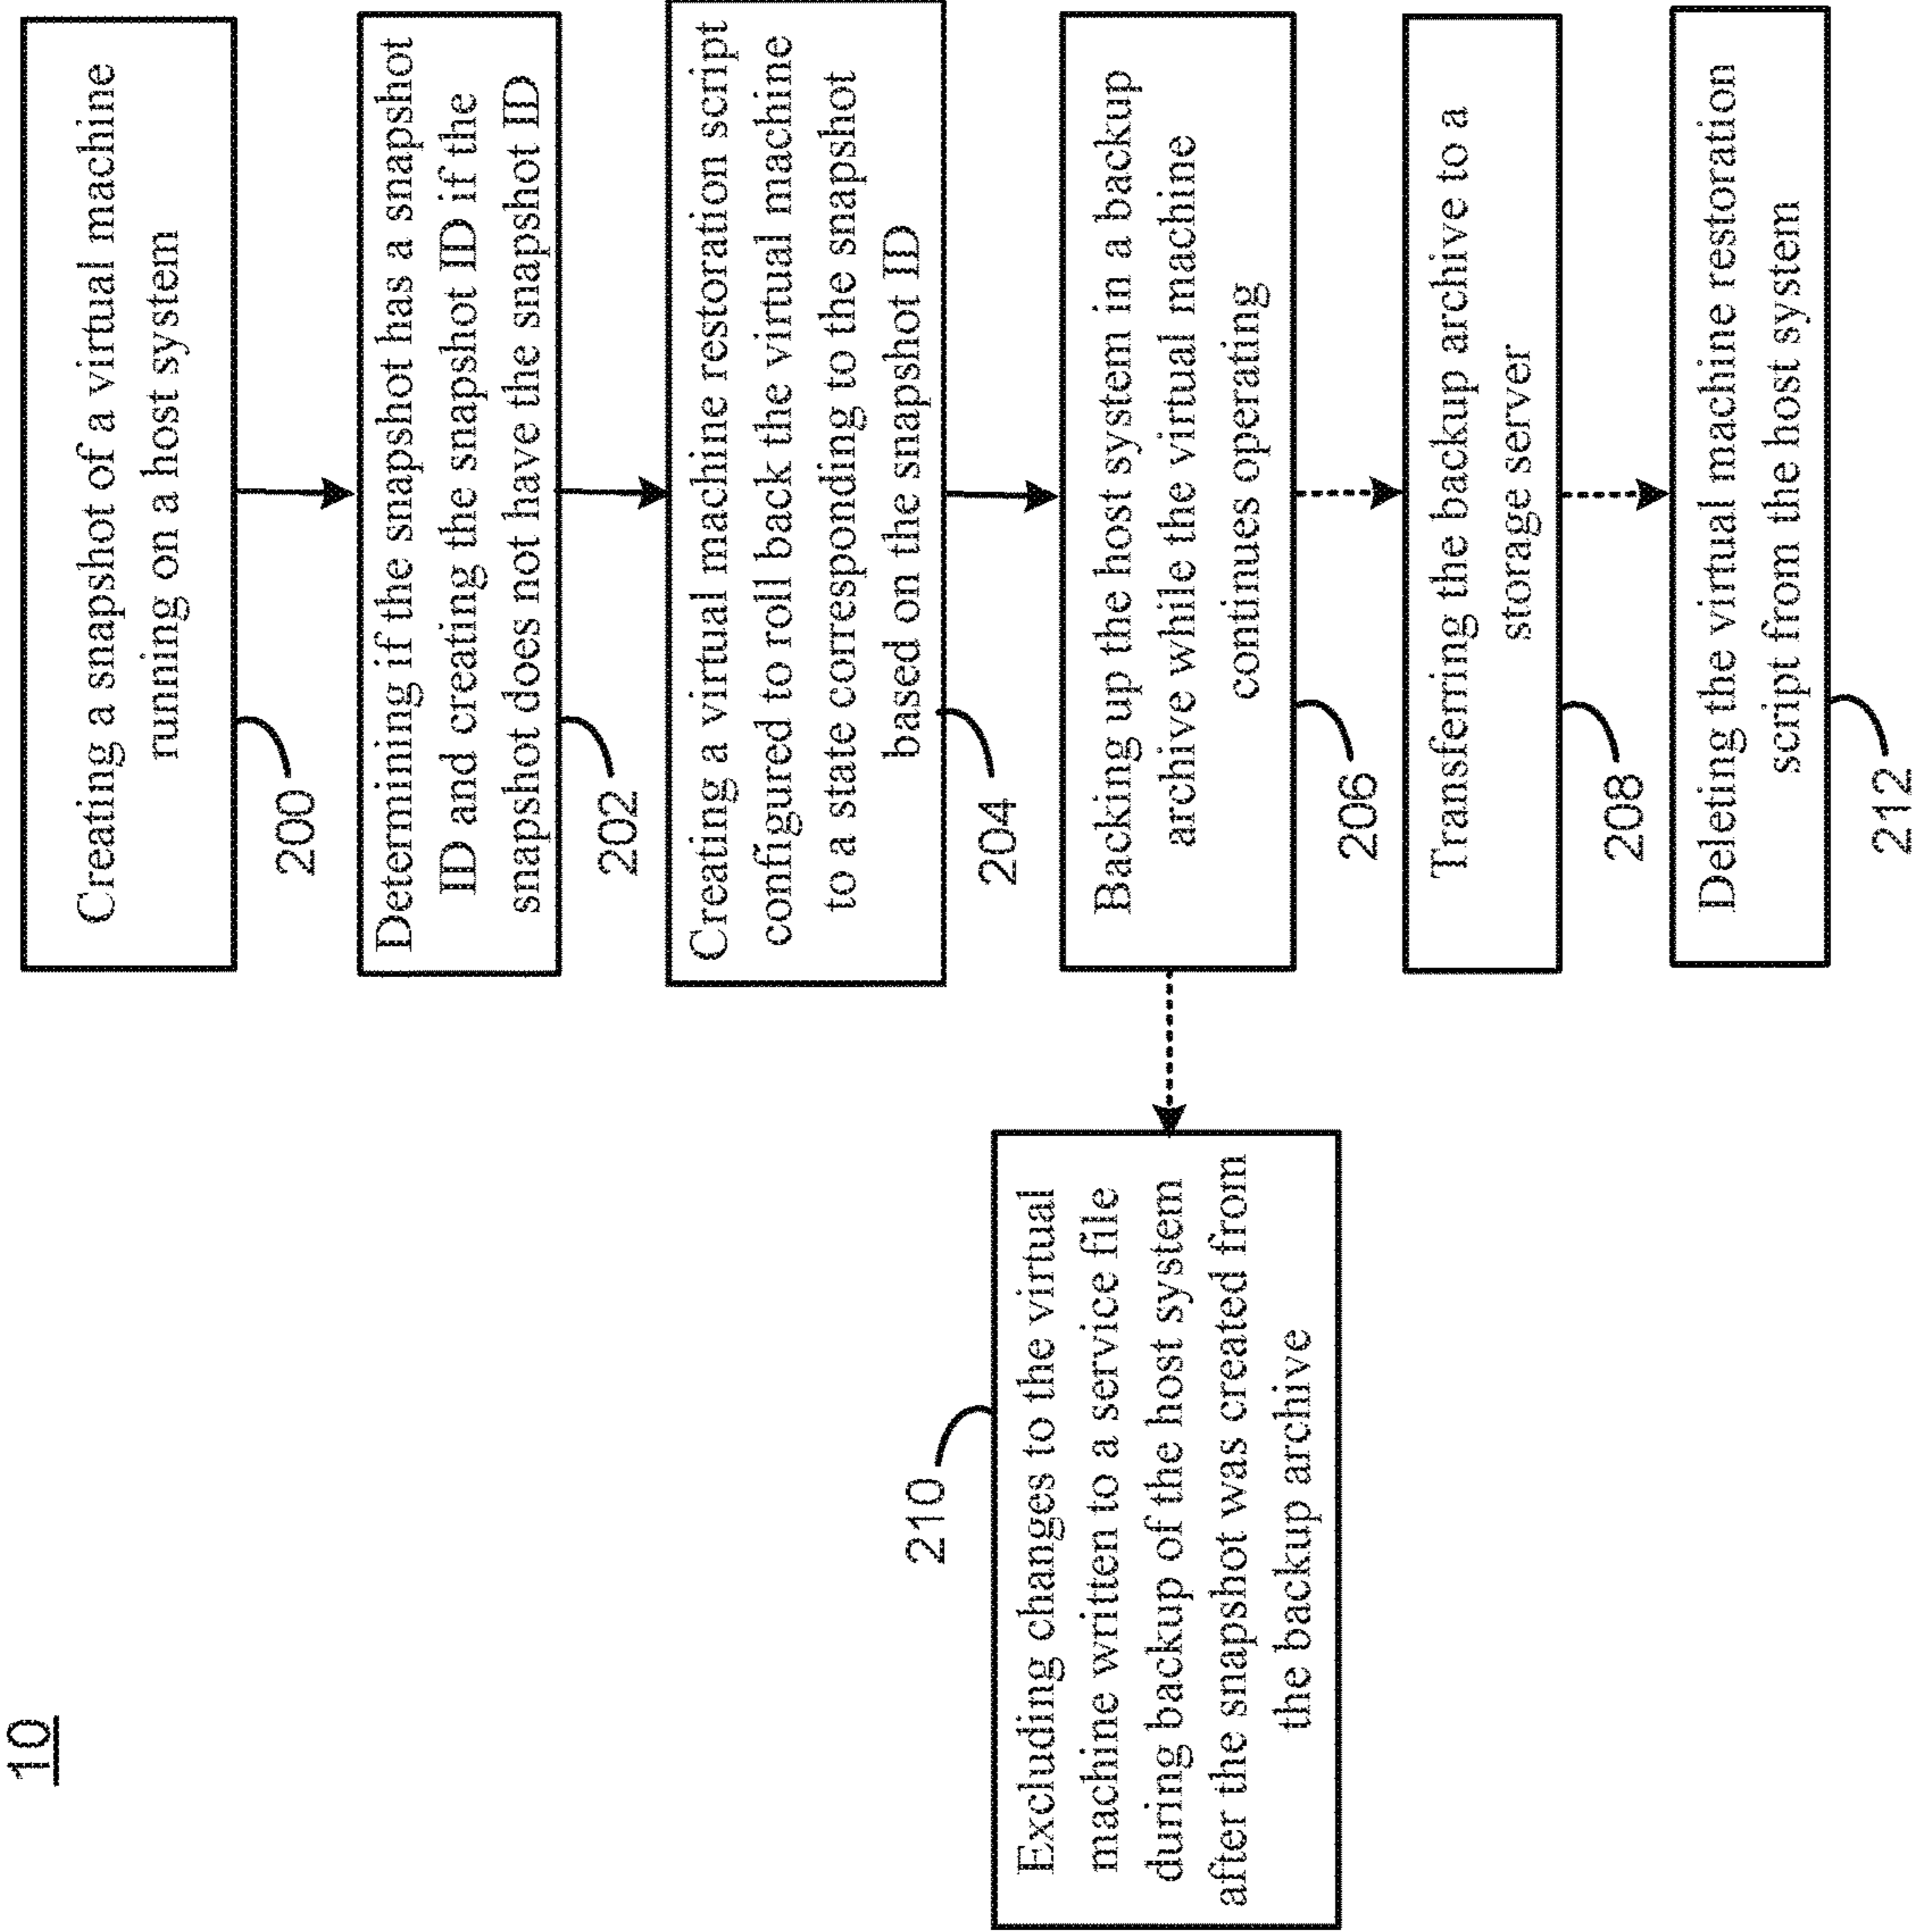 10
Creating a snapshot of a virtual machine
running on a host system
200
Determining if the snapshot has a snapshot
ID and creating the snapshot ID if the
snapshot does not have the snapshot ID
202
Creating a virtual machine restoration script
configured to roll back the virtual machine
to a state corresponding to the snapshot
based on the snapshot ID
204
Backing up the host system in a backup
archive while the virtual machine
continues operating
206
Transferring the backup archive to a
storage server
208
Deleting the virtual machine restoration
script from the host system
212
210
Excluding changes to the virtual
machine written to a service file
during backup of the host system
after the snapshot was created from
the backup archive